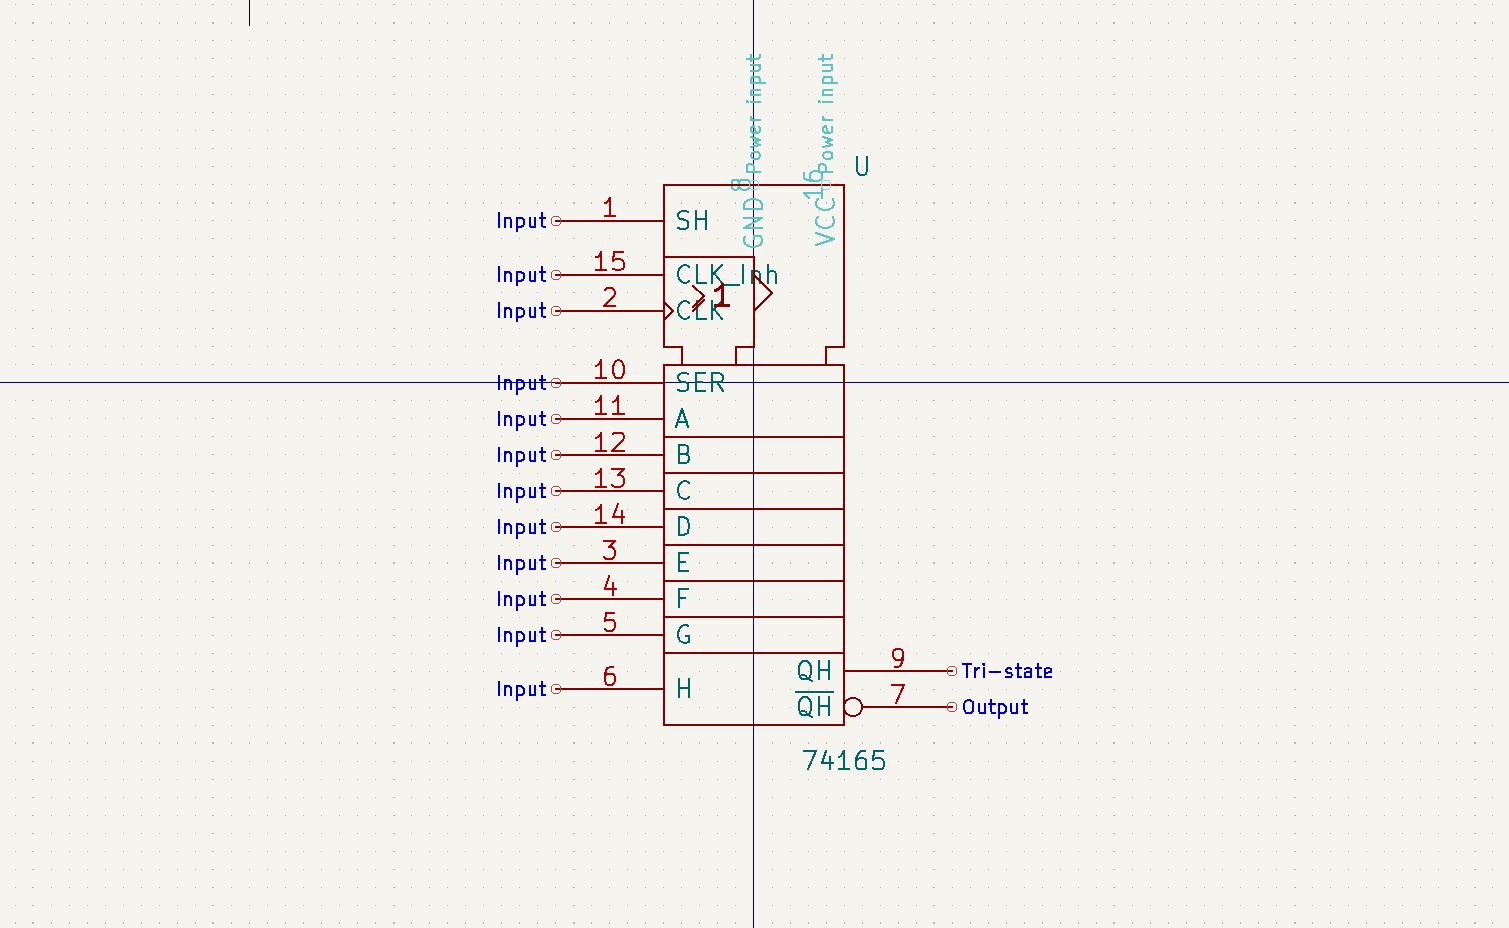 Power input
Power input
U
8
16
GND
VCC
Input 1 SH
Input 15 CLK_Inh
≥1
Input 2 CLK
Input 10 SER
Input 11 A
Input 12 B
Input 13 C
Input 14 D
Input 3 E
Input 4 F
Input 5 G
QH 9 Tri-state
Input 6 H
Q̅H̅ 7 Output
74165